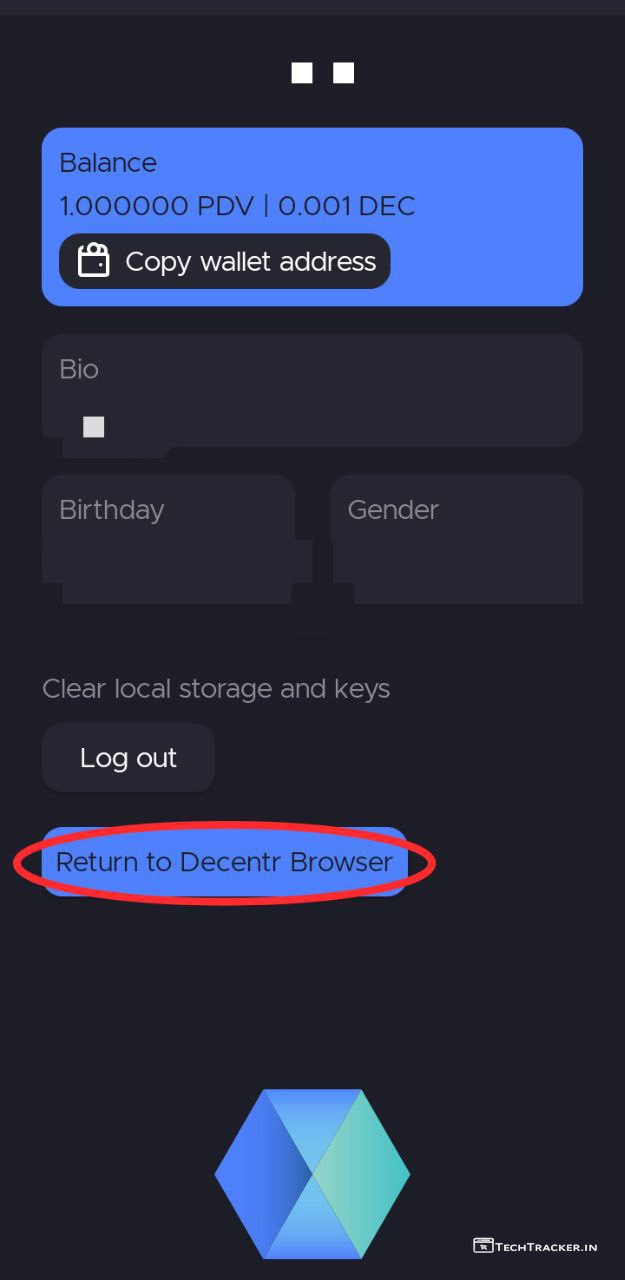 Balance
1.000000 PDV | 0.001 DEC
Copy wallet address
Bio
Birthday
Gender
Clear local storage and keys
Log out
Return to Decentr Browser
TECHTRACKER.IN